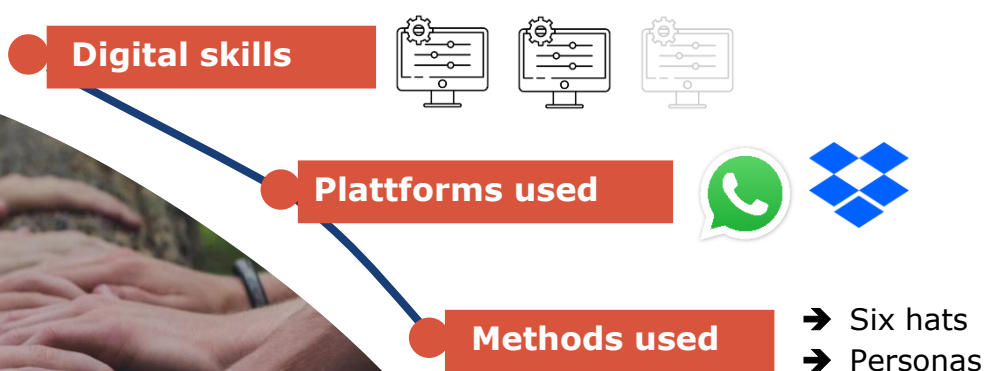 Digital skills
Plattforms used
Methods used
➔ Six hats
➔ Personas